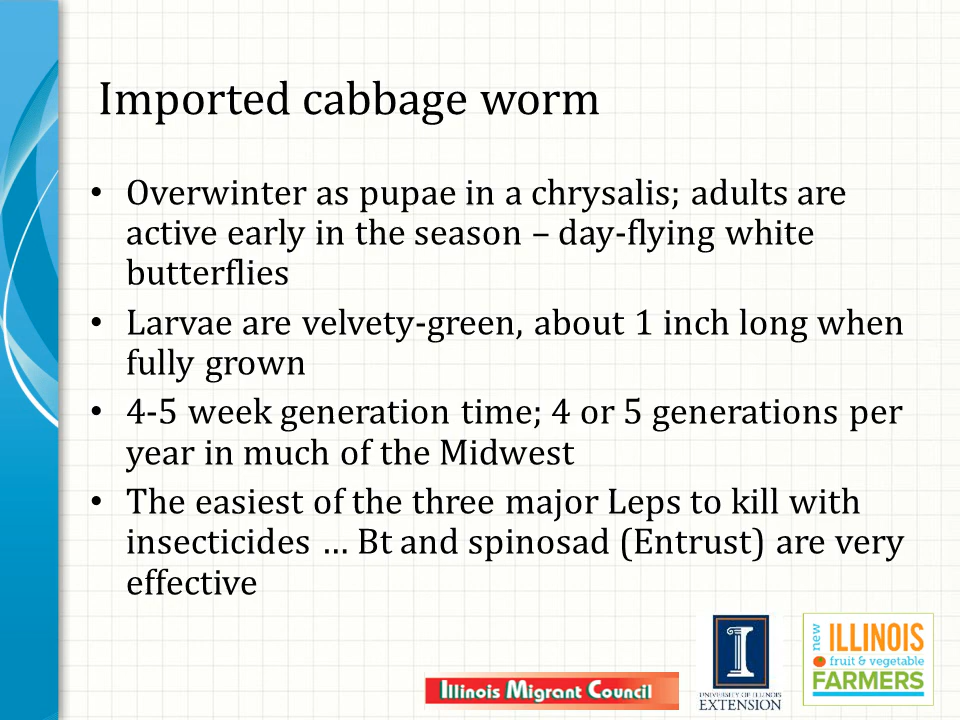 Imported cabbage worm
• Overwinter as pupae in a chrysalis; adults are
active early in the season – day-flying white
butterflies
• Larvae are velvety-green, about 1 inch long when
fully grown
• 4-5 week generation time; 4 or 5 generations per
year in much of the Midwest
• The easiest of the three major Leps to kill with
insecticides … Bt and spinosad (Entrust) are very
effective
Illinois Migrant Council
I
UNIVERSITY OF ILLINOIS
EXTENSION
new
ILLINOIS
fruit & vegetable
FARMERS